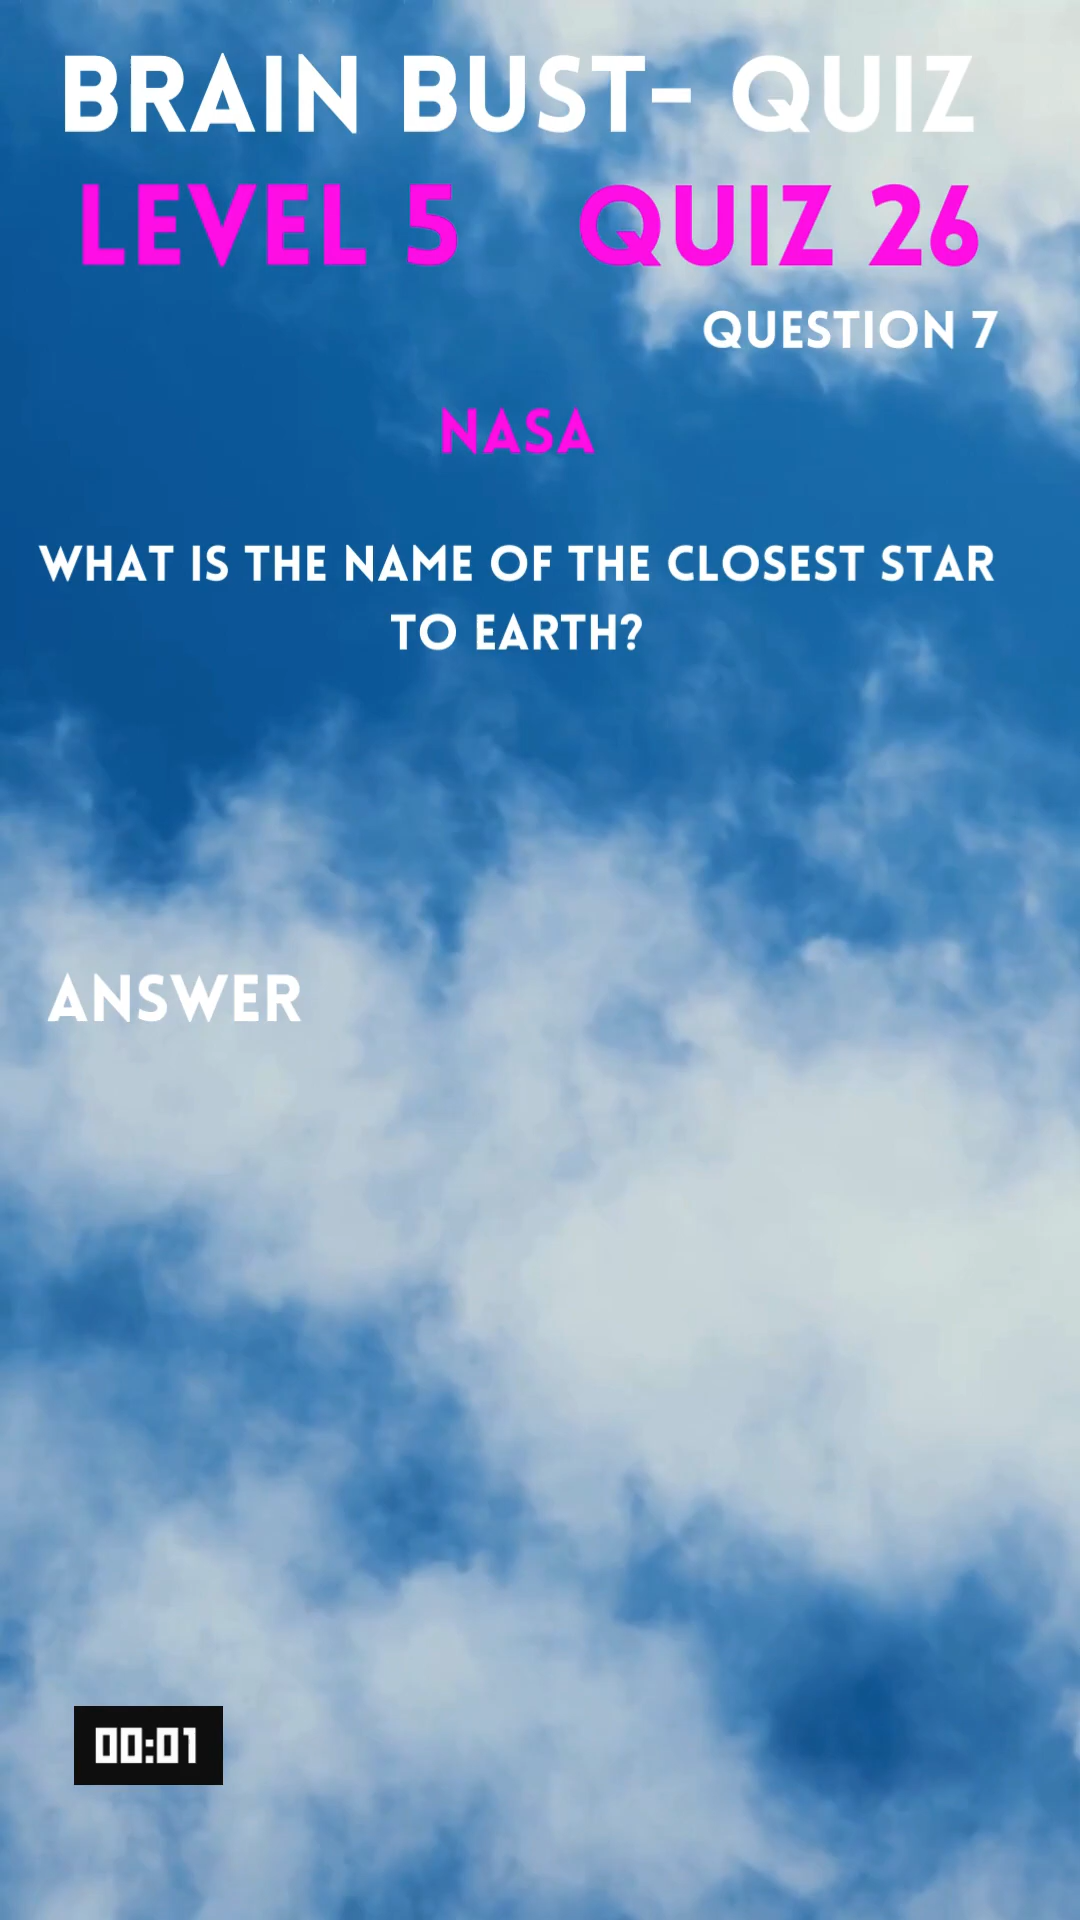 BRAIN BUST- QUIZ
LEVEL 5 QUIZ 26
QUESTION 7
NASA
WHAT IS THE NAME OF THE CLOSEST STAR
TO EARTH?
ANSWER
00:01